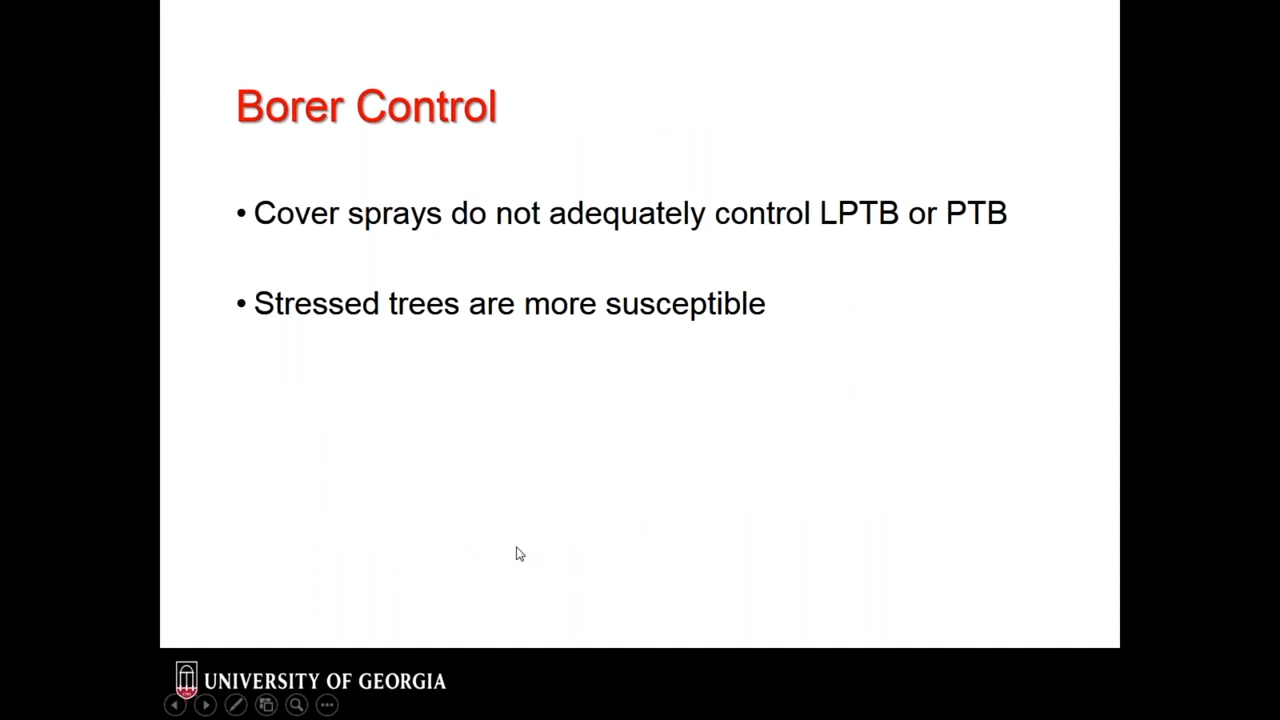 Borer Control
• Cover sprays do not adequately control LPTB or PTB
• Stressed trees are more susceptible
UNIVERSITY OF GEORGIA